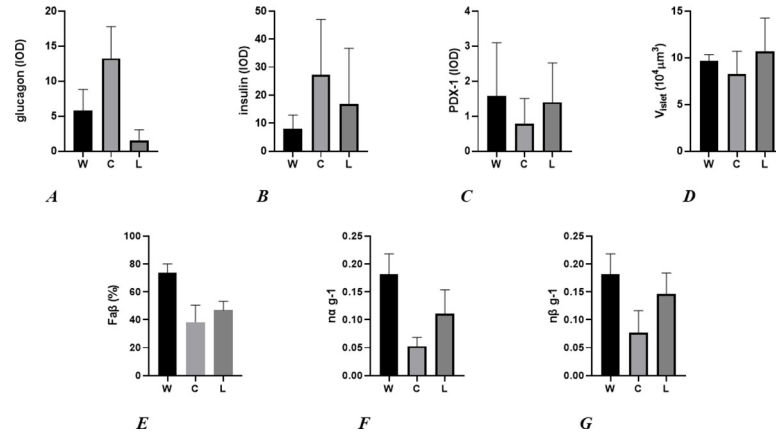 glucagon (IOD)
20
15
10
5
0
W C L
A
insulin (IOD)
50
40
30
20
10
0
W C L
B
PDX-1 (IOD)
4
3
2
1
0
W C L
C
Vislet (10⁴μm³)
15
10
5
0
W C L
D
Faβ (%)
100
80
60
40
20
0
W C L
E
nα g-1
0.25
0.20
0.15
0.10
0.05
0.00
W C L
F
nβ g-1
0.25
0.20
0.15
0.10
0.05
0.00
W C L
G